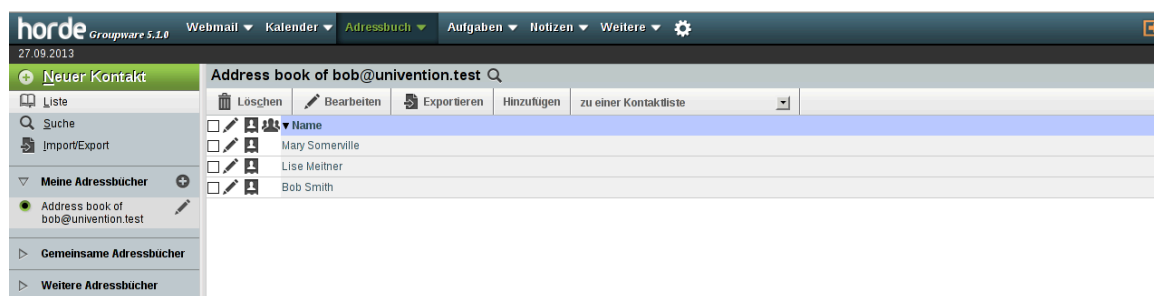 horde Groupware 5.1.0 Webmail Kalender Adressbuch Aufgaben Notizen Weitere
27.09.2013
Neuer Kontakt
Address book of bob@univention.test
Liste
Löschen Bearbeiten Exportieren Hinzufügen zu einer Kontaktliste
Suche
Name
Import/Export
Mary Somerville
Lise Meitner
Meine Adressbücher
Bob Smith
Address book of
bob@univention.test
Gemeinsame Adressbücher
Weitere Adressbücher